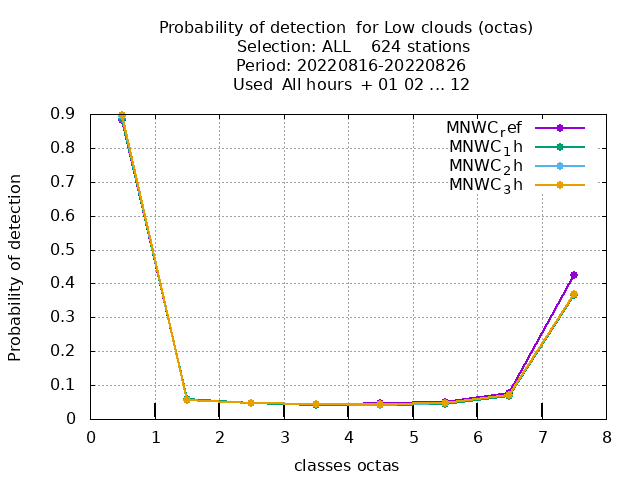 Probability of detection  for Low clouds (octas)
Selection: ALL    624 stations
Period: 20220816-20220826
Used  All hours  + 01 02 ... 12
MNWC_ref
MNWC_1h
MNWC_2h
MNWC_3h
Probability of detection
0.9
0.8
0.7
0.6
0.5
0.4
0.3
0.2
0.1
0
0 1 2 3 4 5 6 7 8
classes octas